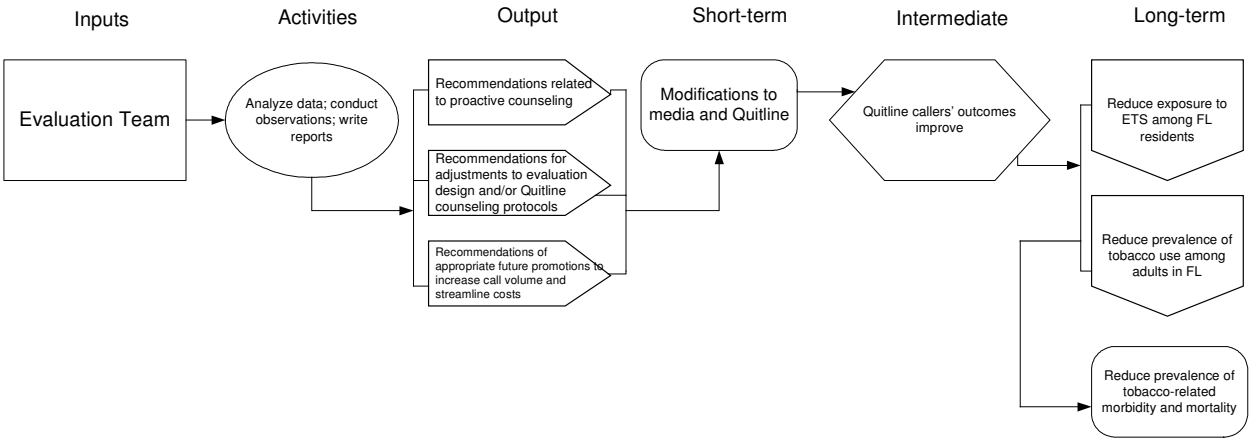 Inputs
Activities
Output
Short-term
Intermediate
Long-term
Evaluation Team
Analyze data; conduct
observations; write
reports
Recommendations related
to proactive counseling
Recommendations for
adjustments to evaluation
design and/or Quitline
counseling protocols
Recommendations of
appropriate future promotions to
increase call volume and
streamline costs
Modifications to
media and Quitline
Quitline callers' outcomes
improve
Reduce exposure to
ETS among FL
residents
Reduce prevalence of
tobacco use among
adults in FL
Reduce prevalence of
tobacco-related
morbidity and mortality